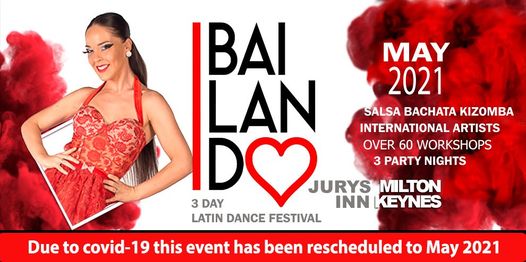 BAI
LAN
D
3 DAY
LATIN DANCE FESTIVAL
MAY
2021
SALSA BACHATA KIZOMBA
INTERNATIONAL ARTISTS
OVER 60 WORKSHOPS
3 PARTY NIGHTS
JURYS INN MILTON KEYNES
Due to covid-19 this event has been rescheduled to May 2021